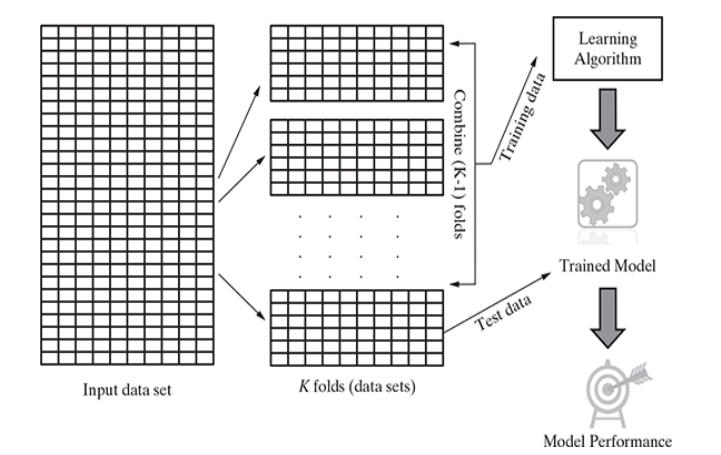 Learning
Algorithm
Training data
Combine (K-1) folds
Trained Model
Test data
Input data set
K folds (data sets)
Model Performance